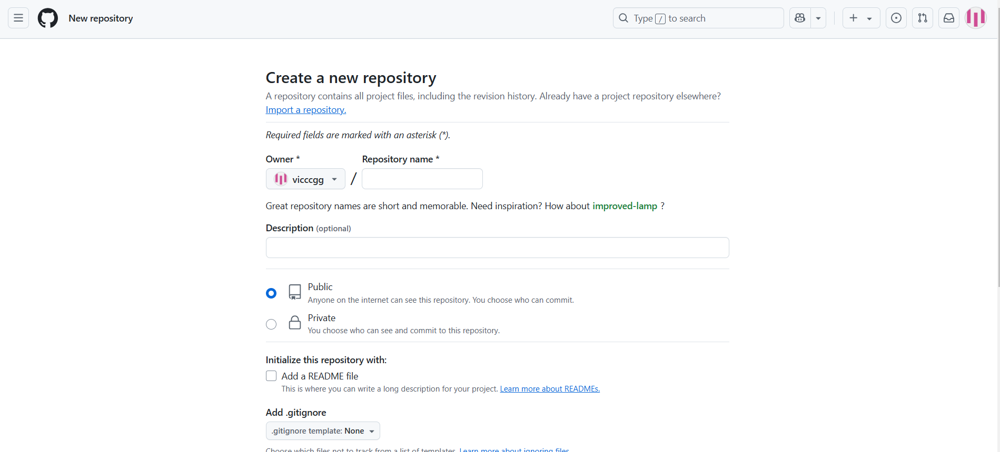 New repository
Type / to search
Create a new repository
A repository contains all project files, including the revision history. Already have a project repository elsewhere?
Import a repository.
Required fields are marked with an asterisk (*).
Owner * Repository name *
vicccgg /
Great repository names are short and memorable. Need inspiration? How about improved-lamp ?
Description (optional)
Public
Anyone on the internet can see this repository. You choose who can commit.
Private
You choose who can see and commit to this repository.
Initialize this repository with:
Add a README file
This is where you can write a long description for your project. Learn more about READMEs.
Add .gitignore
.gitignore template: None
Choose which files not to track from a list of templates. Learn more about ignoring files.